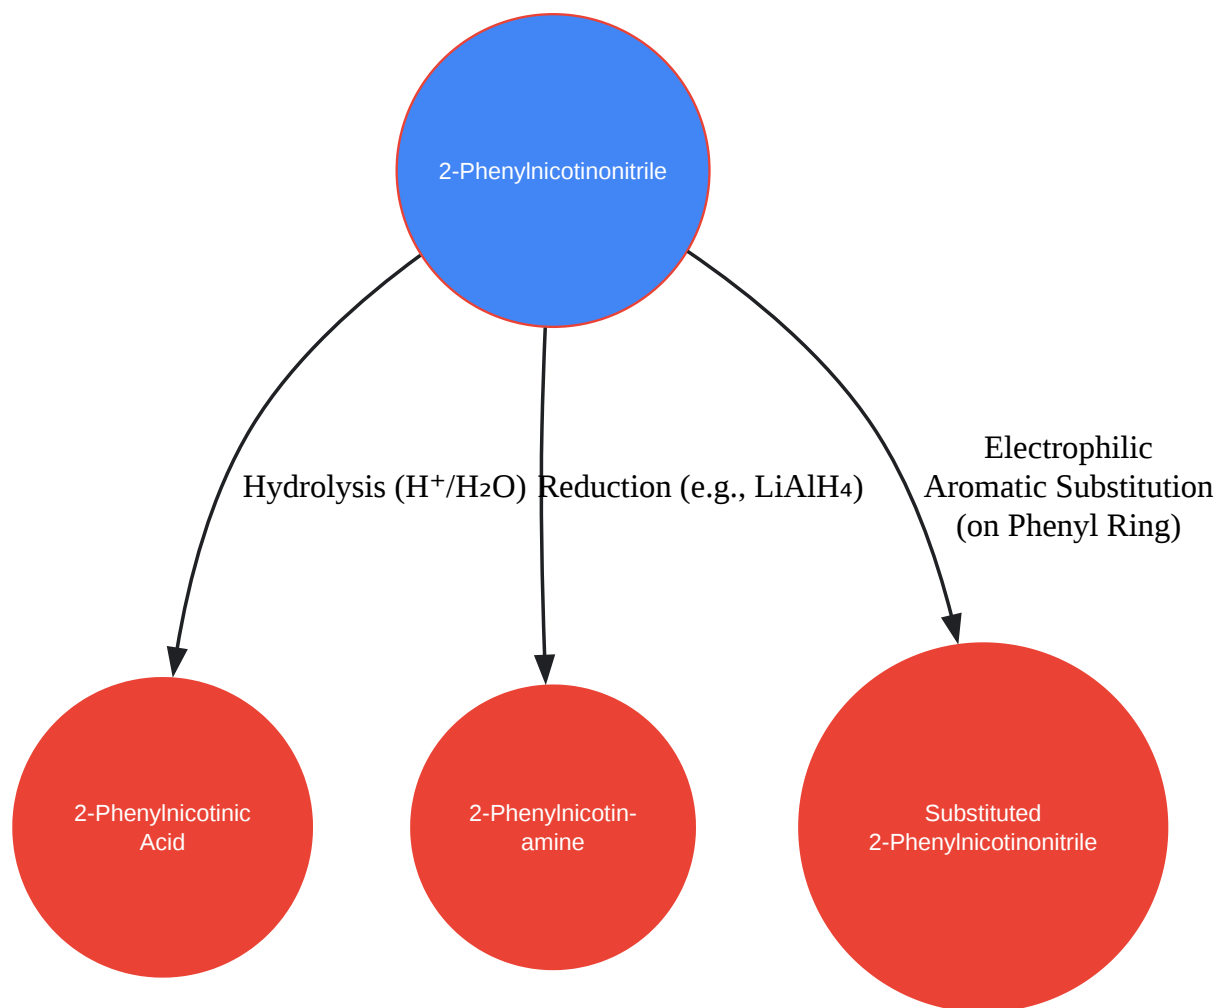 2-Phenylnicotinonitrile
Electrophilic
Aromatic Substitution
(on Phenyl Ring)
Hydrolysis (H⁺/H₂O)
Reduction (e.g., LiAlH₄)
2-Phenylnicotinic
Acid
2-Phenylnicotin-
amine
Substituted
2-Phenylnicotinonitrile